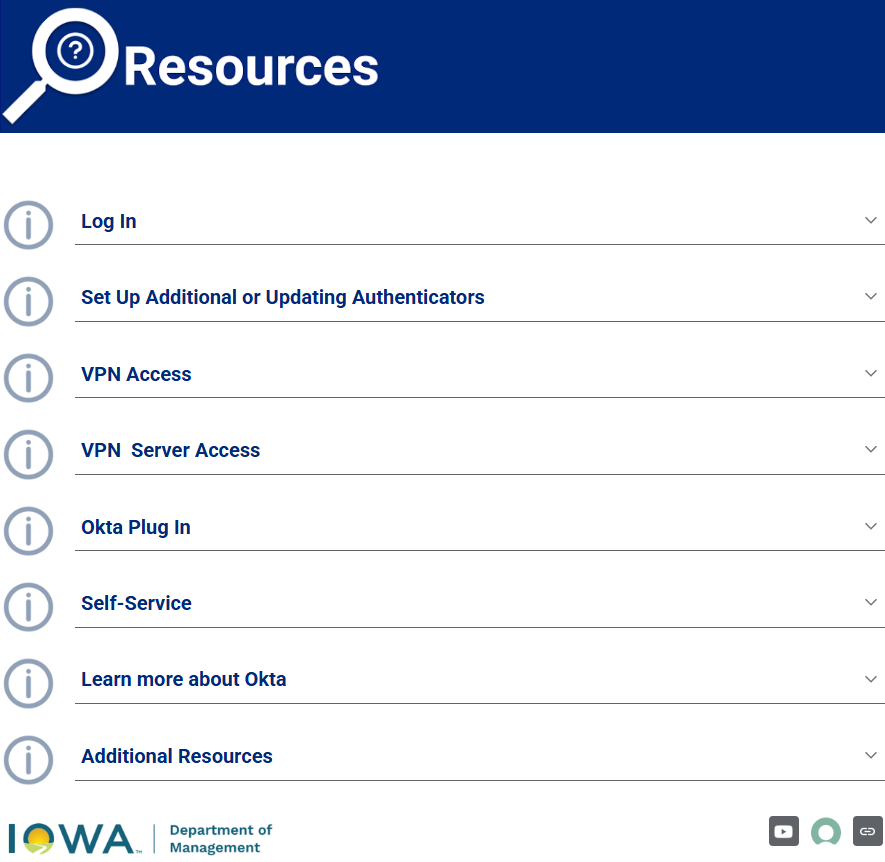 ?
Resources
Log In
Set Up Additional or Updating Authenticators
VPN Access
VPN  Server Access
Okta Plug In
Self-Service
Learn more about Okta
Additional Resources
IOWA™
Department of
Management